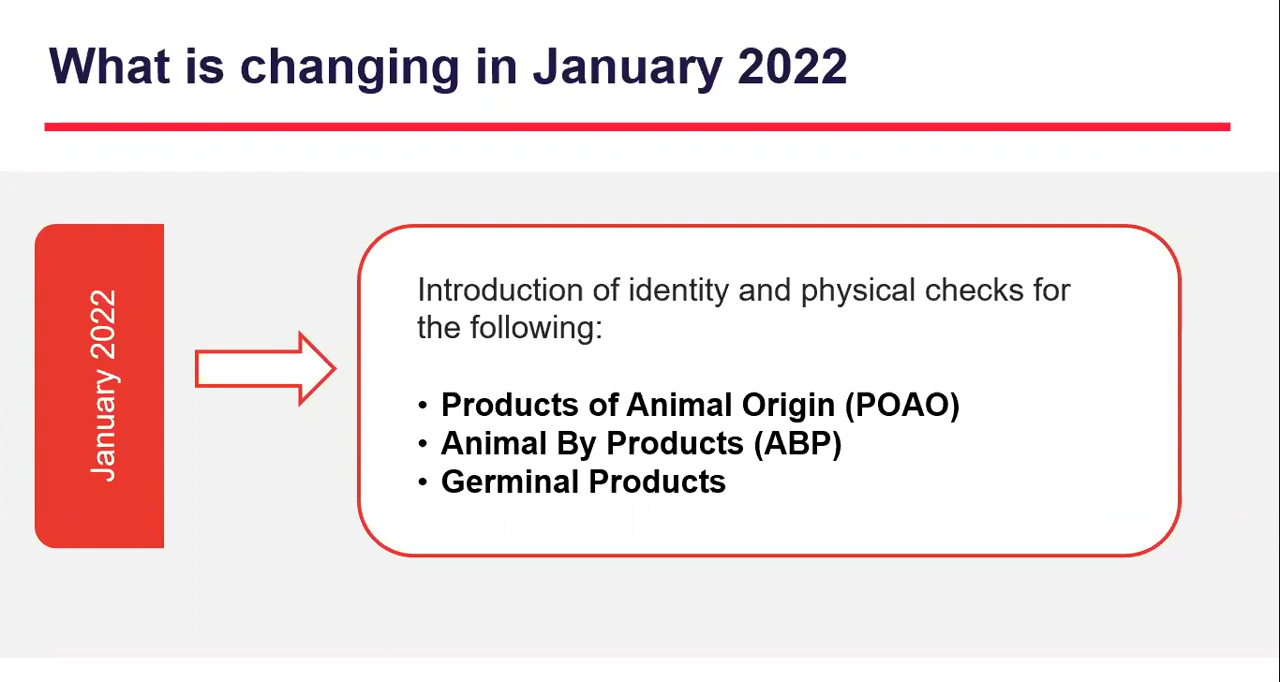 What is changing in January 2022
January 2022
Introduction of identity and physical checks for
the following:
• Products of Animal Origin (POAO)
• Animal By Products (ABP)
• Germinal Products